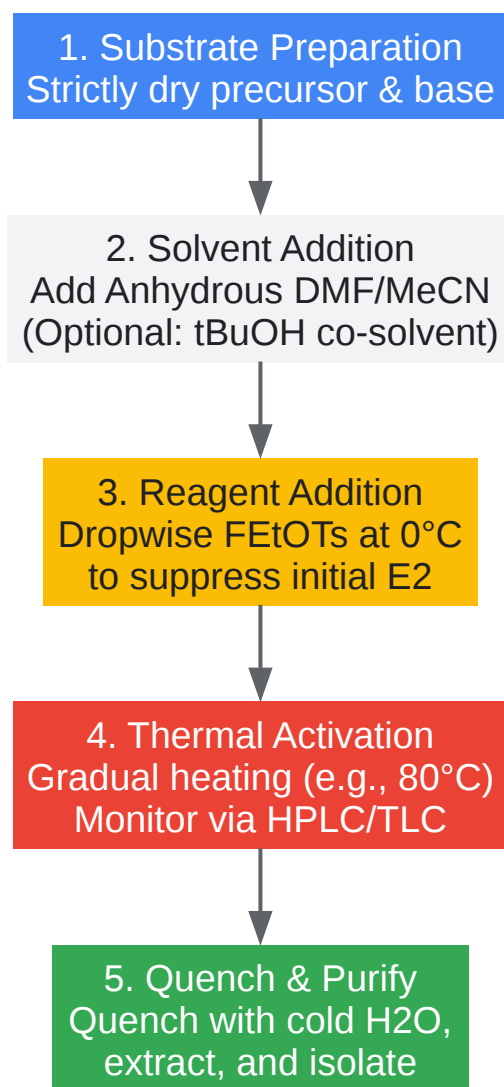 1. Substrate Preparation
Strictly dry precursor & base
2. Solvent Addition
Add Anhydrous DMF/MeCN
(Optional: tBuOH co-solvent)
3. Reagent Addition
Dropwise FEtOTs at 0°C
to suppress initial E2
4. Thermal Activation
Gradual heating (e.g., 80°C)
Monitor via HPLC/TLC
5. Quench & Purify
Quench with cold H2O,
extract, and isolate